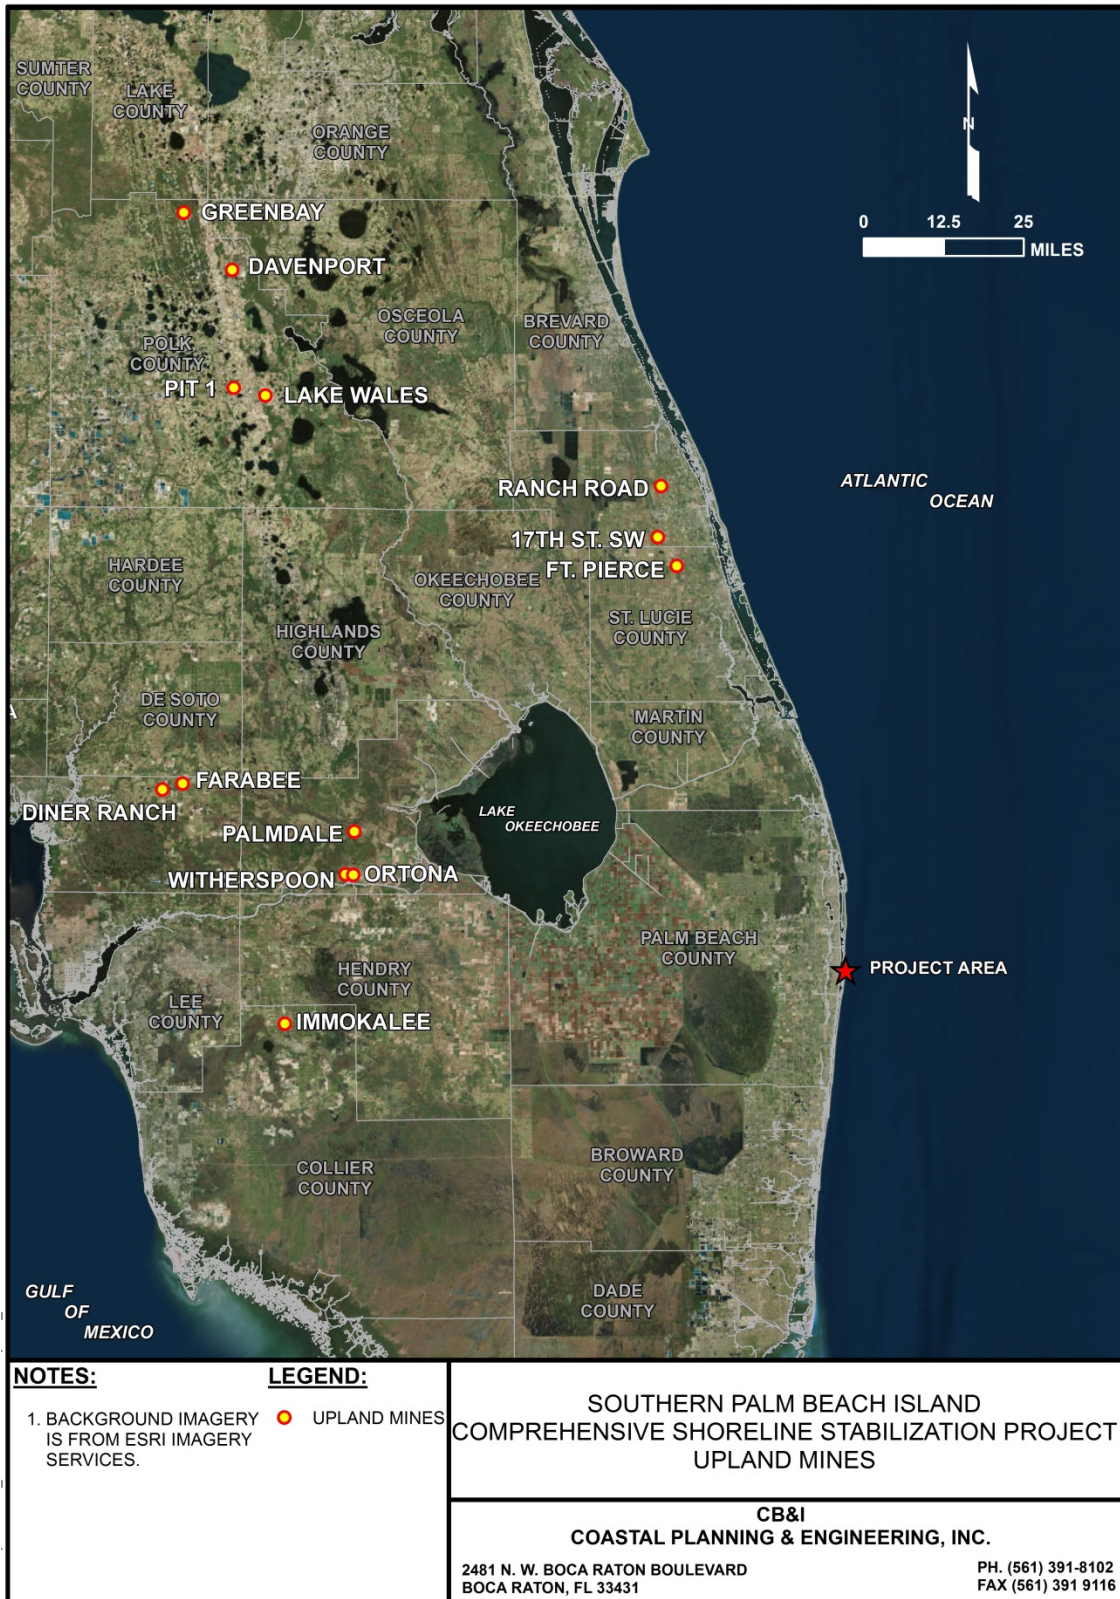 SUMTER
COUNTY
LAKE
COUNTY
ORANGE
COUNTY
N
0 12.5 25
MILES
GREENBAY
DAVENPORT
OSCEOLA
COUNTY
BREVARD
COUNTY
POLK
COUNTY
PIT 1
LAKE WALES
RANCH ROAD
ATLANTIC
OCEAN
17TH ST. SW
FT. PIERCE
HARDEE
COUNTY
OKEECHOBEE
COUNTY
ST. LUCIE
COUNTY
HIGHLANDS
COUNTY
DE SOTO
COUNTY
A
MARTIN
COUNTY
FARABEE
DINER RANCH
LAKE
OKEECHOBEE
PALMDALE
WITHERSPOON
ORTONA
PALM BEACH
COUNTY
PROJECT AREA
HENDRY
COUNTY
LEE
COUNTY
IMMOKALEE
COLLIER
COUNTY
BROWARD
COUNTY
DADE
COUNTY
GULF
OF
MEXICO
NOTES:
1. BACKGROUND IMAGERY
IS FROM ESRI IMAGERY
SERVICES.
LEGEND:
UPLAND MINES
SOUTHERN PALM BEACH ISLAND
COMPREHENSIVE SHORELINE STABILIZATION PROJECT
UPLAND MINES
CB&I
COASTAL PLANNING & ENGINEERING, INC.
2481 N. W. BOCA RATON BOULEVARD
BOCA RATON, FL 33431
PH. (561) 391-8102
FAX (561) 391 9116